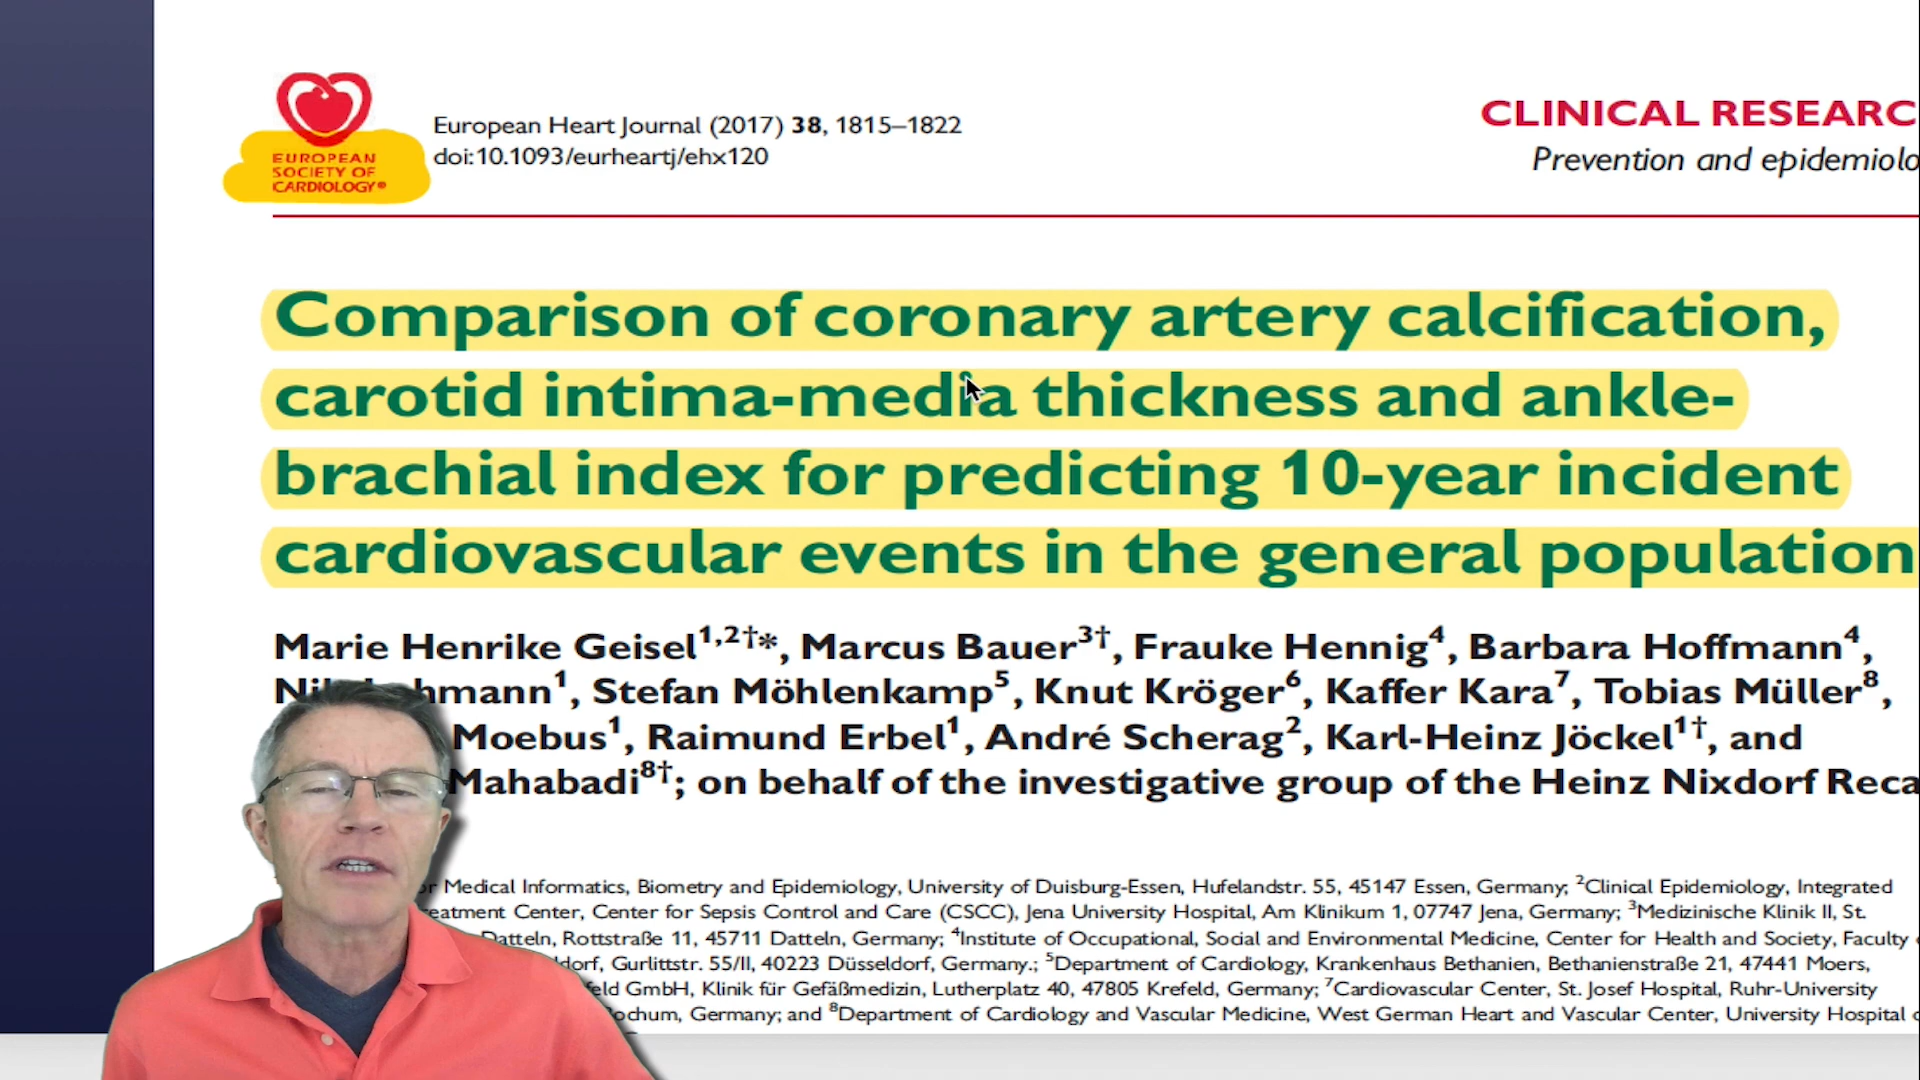 EUROPEAN
SOCIETY OF
CARDIOLOGY®
European Heart Journal (2017) 38, 1815–1822
doi:10.1093/eurheartj/ehx120
CLINICAL RESEARC
Prevention and epidemiolo
Comparison of coronary artery calcification,
carotid intima-media thickness and ankle-
brachial index for predicting 10-year incident
cardiovascular events in the general population
Marie Henrike Geisel1,2†*, Marcus Bauer3†, Frauke Hennig4, Barbara Hoffmann4,
hmann1, Stefan Möhlenkamp5, Knut Kröger6, Kaffer Kara7, Tobias Müller8,
Moebus1, Raimund Erbel1, André Scherag2, Karl-Heinz Jöckel1†, and
Mahabadi8†; on behalf of the investigative group of the Heinz Nixdorf Reca
or Medical Informatics, Biometry and Epidemiology, University of Duisburg-Essen, Hufelandstr. 55, 45147 Essen, Germany; 2Clinical Epidemiology, Integrated
eatment Center, Center for Sepsis Control and Care (CSCC), Jena University Hospital, Am Klinikum 1, 07747 Jena, Germany; 3Medizinische Klinik II, St.
Datteln, Rottstraße 11, 45711 Datteln, Germany; 4Institute of Occupational, Social and Environmental Medicine, Center for Health and Society, Faculty
ldorf, Gurlittstr. 55/II, 40223 Düsseldorf, Germany.; 5Department of Cardiology, Krankenhaus Bethanien, Bethanienstraße 21, 47441 Moers,
eld GmbH, Klinik für Gefäßmedizin, Lutherplatz 40, 47805 Krefeld, Germany; 7Cardiovascular Center, St. Josef Hospital, Ruhr-University
ochum, Germany; and 8Department of Cardiology and Vascular Medicine, West German Heart and Vascular Center, University Hospital